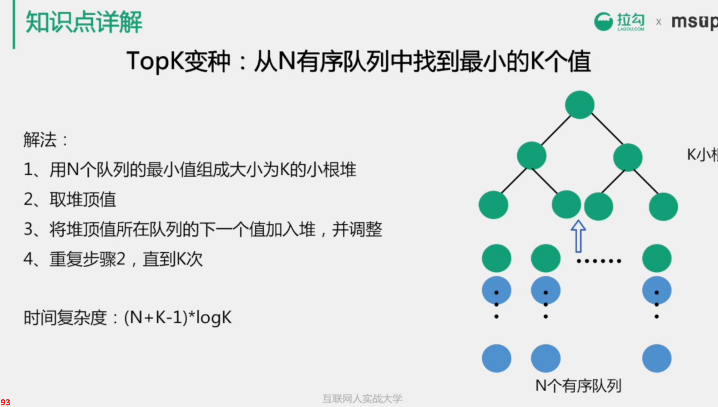 知识点详解
拉勾 x msup
LAGOU.COM
TopK变种：从N有序队列中找到最小的K个值
解法：
1、用N个队列的最小值组成大小为K的小根堆
K小根
2、取堆顶值
3、将堆顶值所在队列的下一个值加入堆，并调整
4、重复步骤2，直到K次
时间复杂度：(N+K-1)*logK
N个有序队列
互联网人实战大学
93